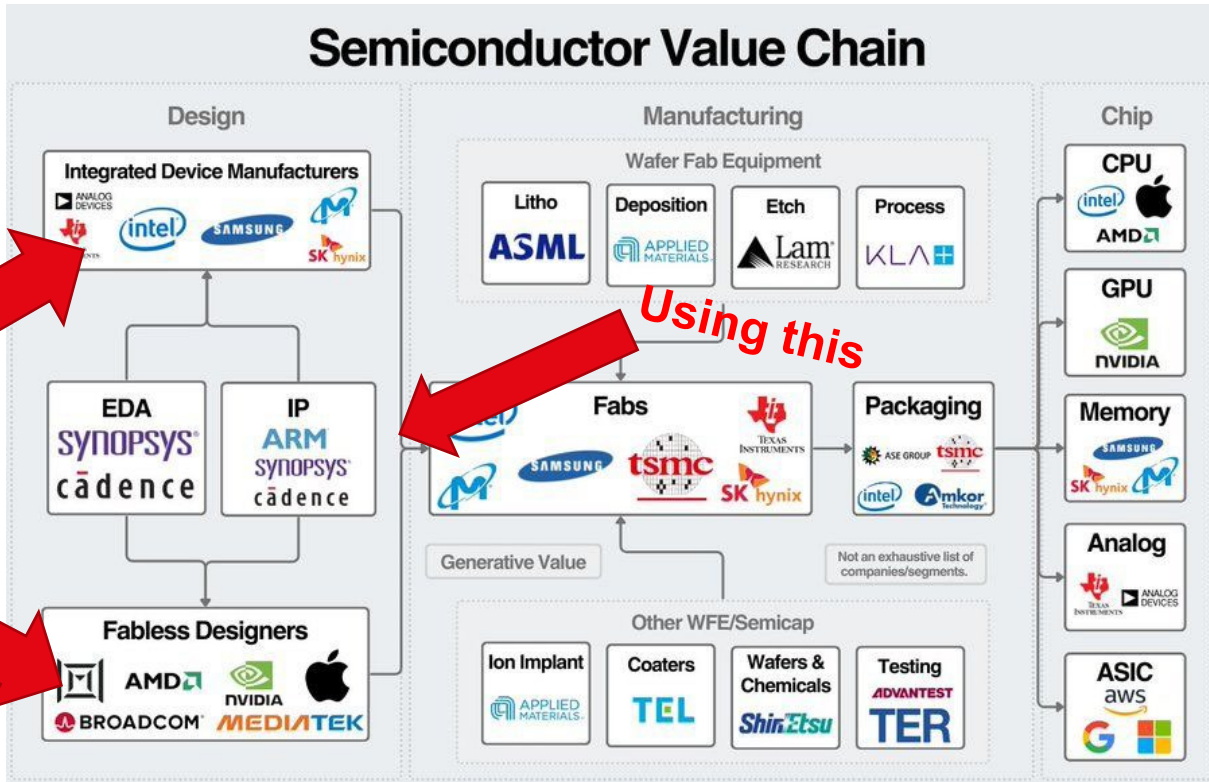 Semiconductor Value Chain
Design
Integrated Device Manufacturers
ANALOG
DEVICES
intel
SAMSUNG
SK hynix
EDA
SYNOPSYS
cādence
IP
ARM
SYNOPSYS
cādence
Fabless Designers
AMD
NVIDIA
BROADCOM
MEDIATEK
Manufacturing
Wafer Fab Equipment
Litho
ASML
Deposition
APPLIED
MATERIALS
Etch
Lam
RESEARCH
Process
KLA
Using this
Fabs
SAMSUNG
tsmc
TEXAS
INSTRUMENTS
SK hynix
Packaging
ASE GROUP
tsmc
intel
Amkor
Technology
Generative Value
Not an exhaustive list of
companies/segments.
Other WFE/Semicap
Ion Implant
APPLIED
MATERIALS
Coaters
TEL
Wafers &
Chemicals
ShinEtsu
Testing
ADVANTEST
TER
Chip
CPU
intel
AMD
GPU
NVIDIA
Memory
SAMSUNG
SK hynix
Analog
TEXAS
INSTRUMENTS
ANALOG
DEVICES
ASIC
aws
G